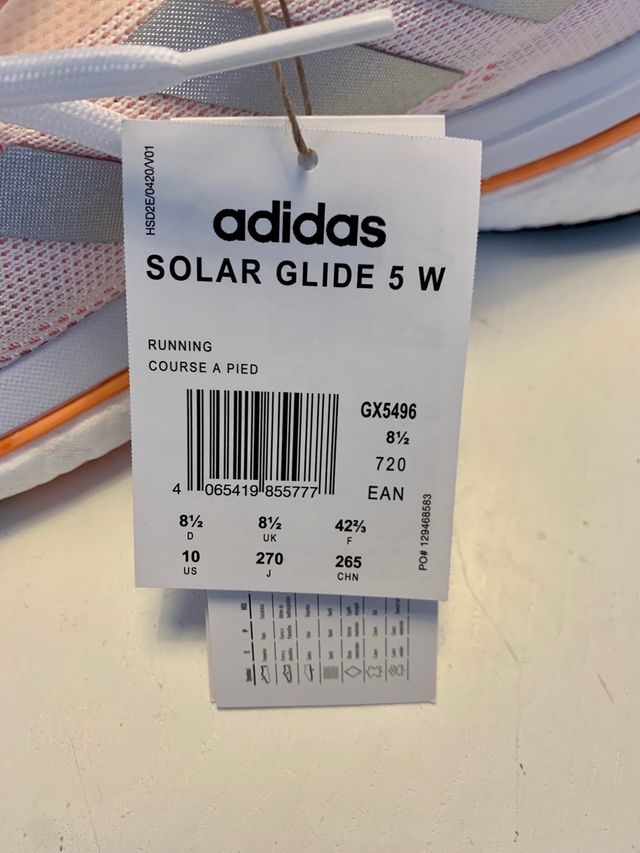 HSD2E/0420/V01
adidas
SOLAR GLIDE 5 W
RUNNING
COURSE A PIED
GX5496
8½
720
EAN
4 065419 855777
8½ 8½ 42⅔
D UK F
10 270 265
US J CHN
PO# 129468583